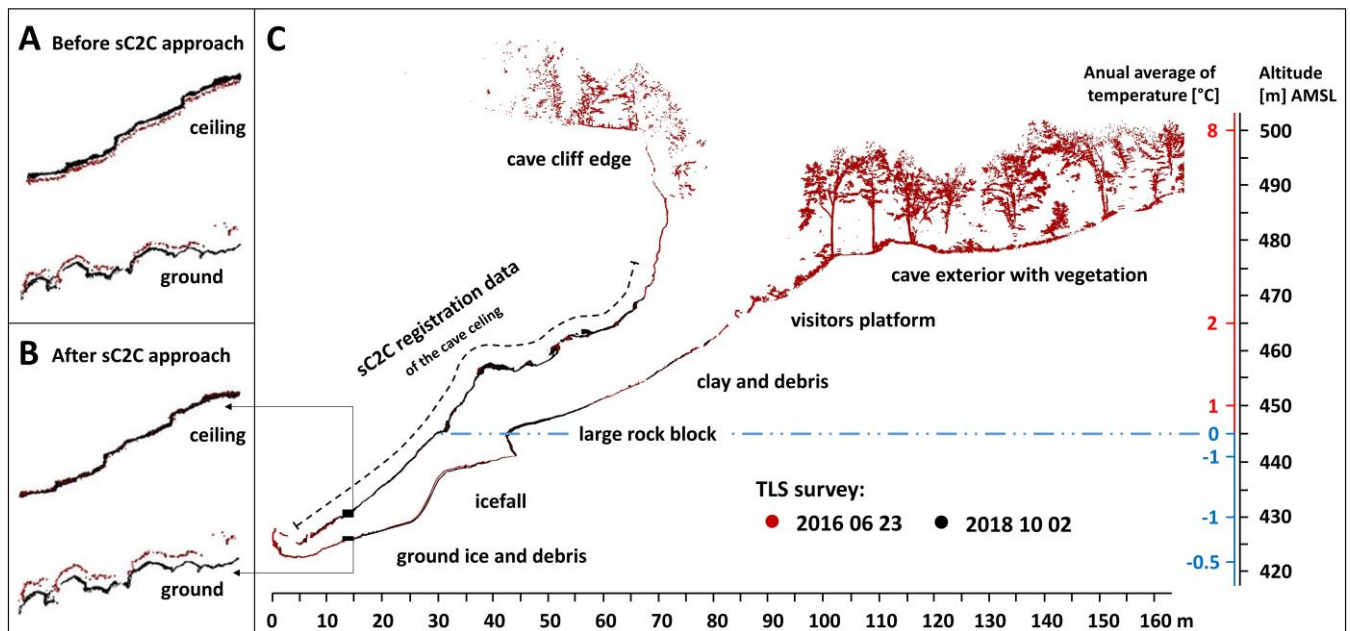 A Before sC2C approach
ceiling
ground
B After sC2C approach
ceiling
ground
C
Anual average of
temperature [°C]
Altitude
[m] AMSL
cave cliff edge
cave exterior with vegetation
visitors platform
sC2C registration data
of the cave celing
clay and debris
large rock block
icefall
ground ice and debris
TLS survey:
2016 06 23
2018 10 02
8
2
1
0
-1
-1
-0.5
500
490
480
470
460
450
440
430
420
0 10 20 30 40 50 60 70 80 90 100 110 120 130 140 150 160 m